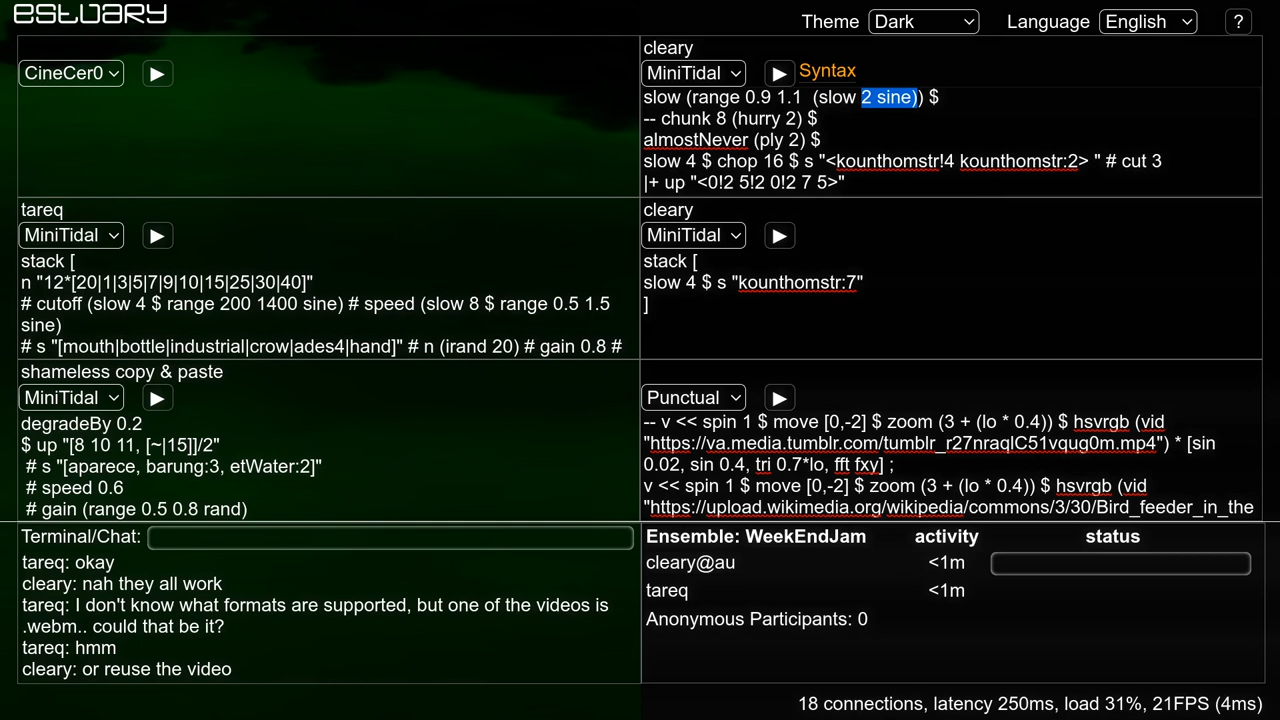 estuary
Theme Dark Language English ?
CineCer0
cleary
MiniTidal Syntax
slow (range 0.9 1.1  (slow 2 sine)) $
-- chunk 8 (hurry 2) $
almostNever (ply 2) $
slow 4 $ chop 16 $ s "<kounthomstr!4 kounthomstr:2> " # cut 3
|+ up "<0!2 5!2 0!2 7 5>"
tareq
MiniTidal
stack [
n "12*[20|1|3|5|7|9|10|15|25|30|40]"
# cutoff (slow 4 $ range 200 1400 sine) # speed (slow 8 $ range 0.5 1.5
sine)
# s "[mouth|bottle|industrial|crow|ades4|hand]" # n (irand 20) # gain 0.8 #
cleary
MiniTidal
stack [
slow 4 $ s "kounthomstr:7"
]
shameless copy & paste
MiniTidal
degradeBy 0.2
$ up "[8 10 11, [~|15]]/2"
# s "[aparece, barung:3, etWater:2]"
# speed 0.6
# gain (range 0.5 0.8 rand)
Punctual
-- v << spin 1 $ move [0,-2] $ zoom (3 + (lo * 0.4)) $ hsvrgb (vid
"https://va.media.tumblr.com/tumblr_r27nraqlC51vqug0m.mp4") * [sin
0.02, sin 0.4, tri 0.7*lo, fft fxy] ;
v << spin 1 $ move [0,-2] $ zoom (3 + (lo * 0.4)) $ hsvrgb (vid
"https://upload.wikimedia.org/wikipedia/commons/3/30/Bird_feeder_in_the
Terminal/Chat:
tareq: okay
cleary: nah they all work
tareq: I don't know what formats are supported, but one of the videos is
.webm.. could that be it?
tareq: hmm
cleary: or reuse the video
Ensemble: WeekEndJam activity status
cleary@au <1m
tareq <1m
Anonymous Participants: 0
18 connections, latency 250ms, load 31%, 21FPS (4ms)